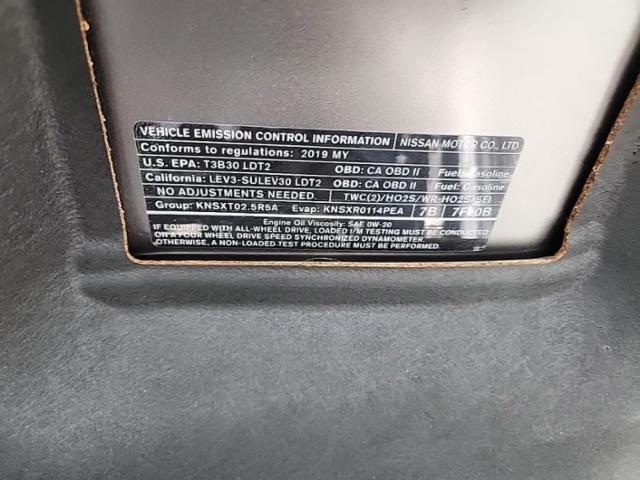 VEHICLE EMISSION CONTROL INFORMATION NISSAN MOTOR CO., LTD
Conforms to regulations: 2019 MY
U.S. EPA: T3B30 LDT2 OBD: CA OBD II Fuel: Gasoline
California: LEV3-SULEV30 LDT2 OBD: CA OBD II Fuel: Gasoline
NO ADJUSTMENTS NEEDED. TWC(2)/HO2S/WR-HO2S/SFI
Group: KNSXT02.5R5A Evap: KNSXR0114PEA 7B
Engine Oil Viscosity: SAE 0W-20
IF EQUIPPED WITH ALL-WHEEL DRIVE, LOADED I/M TESTING MUST BE CONDUCTED
ON A FOUR WHEEL DRIVE SPEED SYNCHRONIZED DYNAMOMETER.
OTHERWISE, A NON-LOADED TEST PROCEDURE MUST BE PERFORMED.